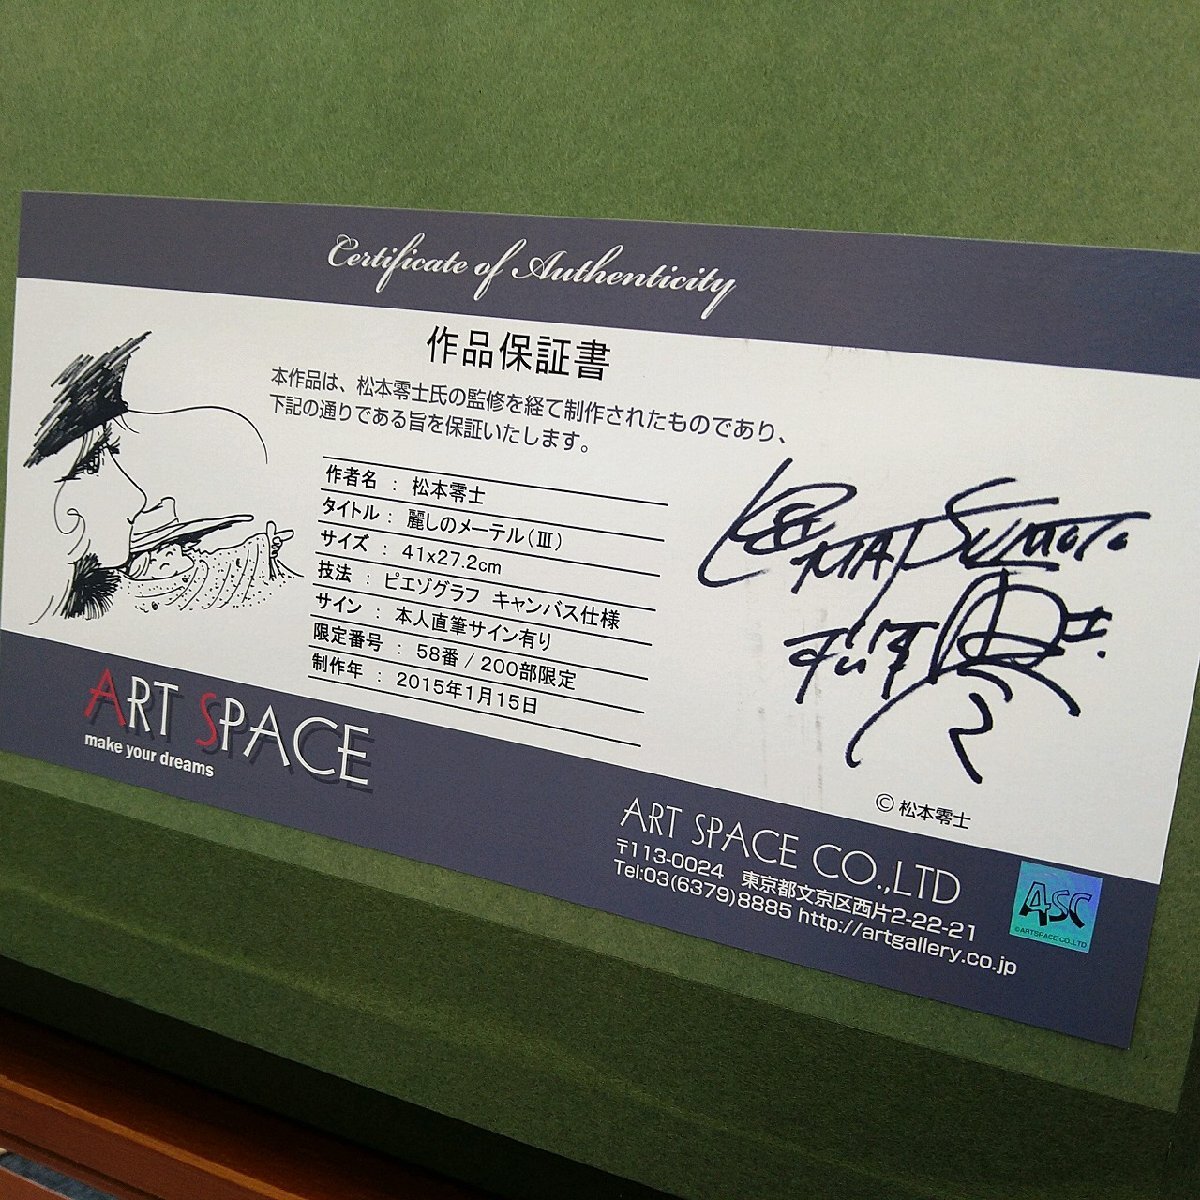 Certificate of Authenticity
作品保証書
本作品は、松本零士氏の監修を経て制作されたものであり、
下記の通りである旨を保証いたします。
作者名 : 松本零士
タイトル : 麗しのメーテル(Ⅲ)
サイズ : 41x27.2cm
技法 : ピエゾグラフ キャンバス仕様
サイン : 本人直筆サイン有り
限定番号 : 58番 / 200部限定
制作年 : 2015年1月15日
MATSUMOTO
© 松本零士
ART SPACE
make your dreams
ART SPACE CO.,LTD
〒113-0024 東京都文京区西片2-22-21
Tel:03(6379)8885 http://artgallery.co.jp
ASC
©ARTSPACE CO.LTD